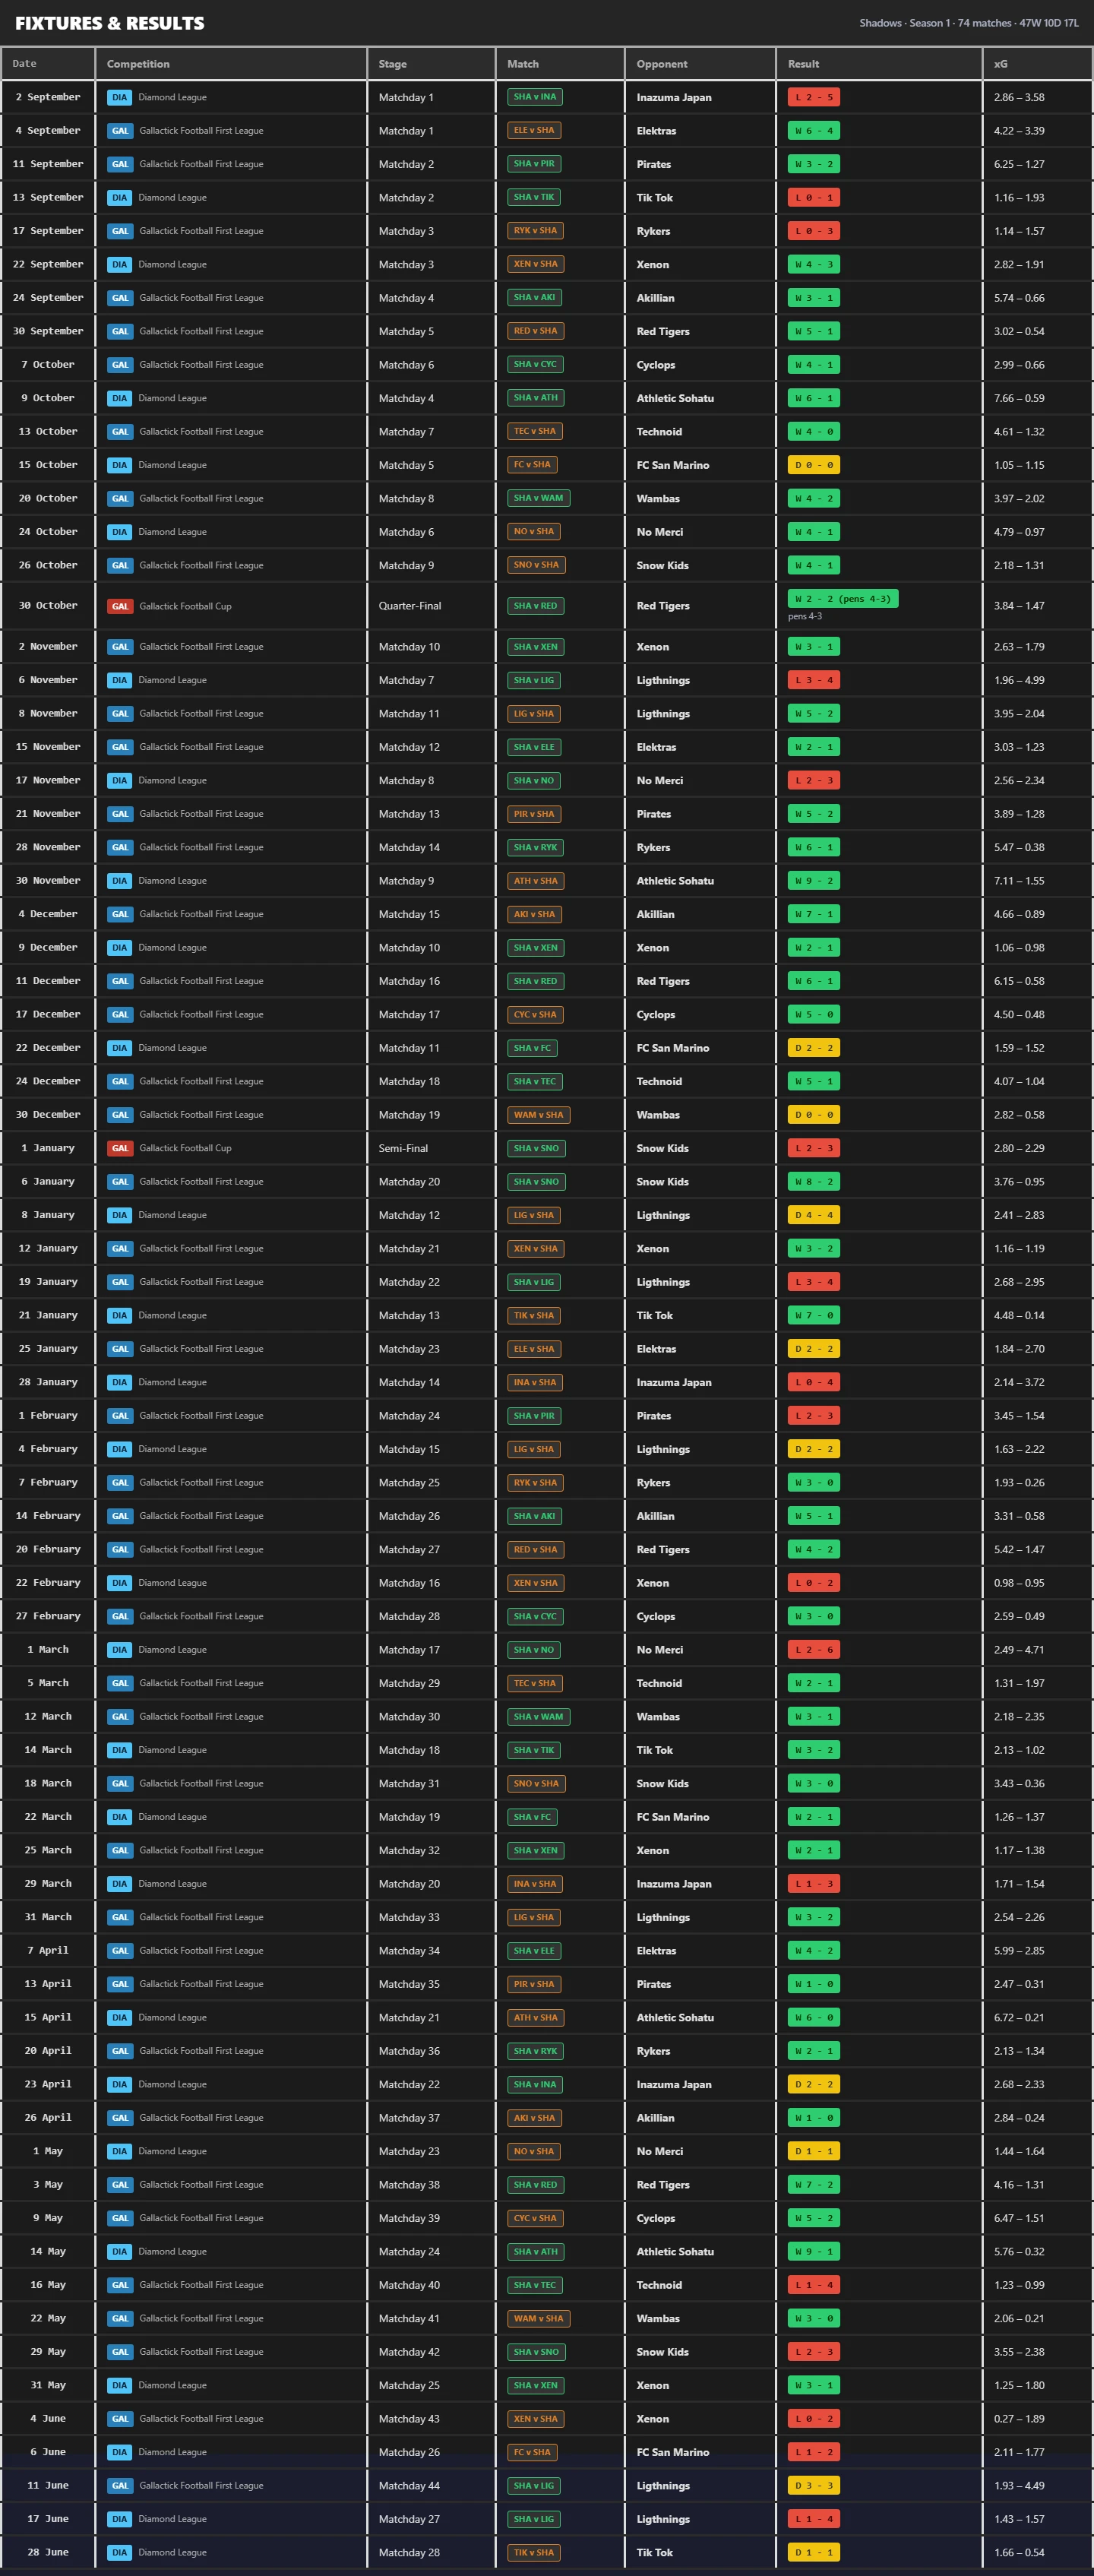 FIXTURES & RESULTS
Shadows · Season 1 · 74 matches · 47W 10D 17L
Date Competition Stage Match Opponent Result xG
2 September DIA Diamond League Matchday 1 SHA v INA Inazuma Japan L 2 - 5 2.86 – 3.58
4 September GAL Gallactick Football First League Matchday 1 ELE v SHA Elektras W 6 - 4 4.22 – 3.39
11 September GAL Gallactick Football First League Matchday 2 SHA v PIR Pirates W 3 - 2 6.25 – 1.27
13 September DIA Diamond League Matchday 2 SHA v TIK Tik Tok L 0 - 1 1.16 – 1.93
17 September GAL Gallactick Football First League Matchday 3 RYK v SHA Rykers L 0 - 3 1.14 – 1.57
22 September DIA Diamond League Matchday 3 XEN v SHA Xenon W 4 - 3 2.82 – 1.91
24 September GAL Gallactick Football First League Matchday 4 SHA v AKI Akillian W 3 - 1 5.74 – 0.66
30 September GAL Gallactick Football First League Matchday 5 RED v SHA Red Tigers W 5 - 1 3.02 – 0.54
7 October GAL Gallactick Football First League Matchday 6 SHA v CYC Cyclops W 4 - 1 2.99 – 0.66
9 October DIA Diamond League Matchday 4 SHA v ATH Athletic Sohatu W 6 - 1 7.66 – 0.59
13 October GAL Gallactick Football First League Matchday 7 TEC v SHA Technoid W 4 - 0 4.61 – 1.32
15 October DIA Diamond League Matchday 5 FC v SHA FC San Marino D 0 - 0 1.05 – 1.15
20 October GAL Gallactick Football First League Matchday 8 SHA v WAM Wambas W 4 - 2 3.97 – 2.02
24 October DIA Diamond League Matchday 6 NO v SHA No Merci W 4 - 1 4.79 – 0.97
26 October GAL Gallactick Football First League Matchday 9 SNO v SHA Snow Kids W 4 - 1 2.18 – 1.31
30 October GAL Gallactick Football Cup Quarter-Final SHA v RED Red Tigers W 2 - 2 (pens 4-3) 3.84 – 1.47
pens 4-3
2 November GAL Gallactick Football First League Matchday 10 SHA v XEN Xenon W 3 - 1 2.63 – 1.79
6 November DIA Diamond League Matchday 7 SHA v LIG Ligthnings L 3 - 4 1.96 – 4.99
8 November GAL Gallactick Football First League Matchday 11 LIG v SHA Ligthnings W 5 - 2 3.95 – 2.04
15 November GAL Gallactick Football First League Matchday 12 SHA v ELE Elektras W 2 - 1 3.03 – 1.23
17 November DIA Diamond League Matchday 8 SHA v NO No Merci L 2 - 3 2.56 – 2.34
21 November GAL Gallactick Football First League Matchday 13 PIR v SHA Pirates W 5 - 2 3.89 – 1.28
28 November GAL Gallactick Football First League Matchday 14 SHA v RYK Rykers W 6 - 1 5.47 – 0.38
30 November DIA Diamond League Matchday 9 ATH v SHA Athletic Sohatu W 9 - 2 7.11 – 1.55
4 December GAL Gallactick Football First League Matchday 15 AKI v SHA Akillian W 7 - 1 4.66 – 0.89
9 December DIA Diamond League Matchday 10 SHA v XEN Xenon W 2 - 1 1.06 – 0.98
11 December GAL Gallactick Football First League Matchday 16 SHA v RED Red Tigers W 6 - 1 6.15 – 0.58
17 December GAL Gallactick Football First League Matchday 17 CYC v SHA Cyclops W 5 - 0 4.50 – 0.48
22 December DIA Diamond League Matchday 11 SHA v FC FC San Marino D 2 - 2 1.59 – 1.52
24 December GAL Gallactick Football First League Matchday 18 SHA v TEC Technoid W 5 - 1 4.07 – 1.04
30 December GAL Gallactick Football First League Matchday 19 WAM v SHA Wambas D 0 - 0 2.82 – 0.58
1 January GAL Gallactick Football Cup Semi-Final SHA v SNO Snow Kids L 2 - 3 2.80 – 2.29
6 January GAL Gallactick Football First League Matchday 20 SHA v SNO Snow Kids W 8 - 2 3.76 – 0.95
8 January DIA Diamond League Matchday 12 LIG v SHA Ligthnings D 4 - 4 2.41 – 2.83
12 January GAL Gallactick Football First League Matchday 21 XEN v SHA Xenon W 3 - 2 1.16 – 1.19
19 January GAL Gallactick Football First League Matchday 22 SHA v LIG Ligthnings L 3 - 4 2.68 – 2.95
21 January DIA Diamond League Matchday 13 TIK v SHA Tik Tok W 7 - 0 4.48 – 0.14
25 January GAL Gallactick Football First League Matchday 23 ELE v SHA Elektras D 2 - 2 1.84 – 2.70
28 January DIA Diamond League Matchday 14 INA v SHA Inazuma Japan L 0 - 4 2.14 – 3.72
1 February GAL Gallactick Football First League Matchday 24 SHA v PIR Pirates L 2 - 3 3.45 – 1.54
4 February DIA Diamond League Matchday 15 LIG v SHA Ligthnings D 2 - 2 1.63 – 2.22
7 February GAL Gallactick Football First League Matchday 25 RYK v SHA Rykers W 3 - 0 1.93 – 0.26
14 February GAL Gallactick Football First League Matchday 26 SHA v AKI Akillian W 5 - 1 3.31 – 0.58
20 February GAL Gallactick Football First League Matchday 27 RED v SHA Red Tigers W 4 - 2 5.42 – 1.47
22 February DIA Diamond League Matchday 16 XEN v SHA Xenon L 0 - 2 0.98 – 0.95
27 February GAL Gallactick Football First League Matchday 28 SHA v CYC Cyclops W 3 - 0 2.59 – 0.49
1 March DIA Diamond League Matchday 17 SHA v NO No Merci L 2 - 6 2.49 – 4.71
5 March GAL Gallactick Football First League Matchday 29 TEC v SHA Technoid W 2 - 1 1.31 – 1.97
12 March GAL Gallactick Football First League Matchday 30 SHA v WAM Wambas W 3 - 1 2.18 – 2.35
14 March DIA Diamond League Matchday 18 SHA v TIK Tik Tok W 3 - 2 2.13 – 1.02
18 March GAL Gallactick Football First League Matchday 31 SNO v SHA Snow Kids W 3 - 0 3.43 – 0.36
22 March DIA Diamond League Matchday 19 SHA v FC FC San Marino W 2 - 1 1.26 – 1.37
25 March GAL Gallactick Football First League Matchday 32 SHA v XEN Xenon W 2 - 1 1.17 – 1.38
29 March DIA Diamond League Matchday 20 INA v SHA Inazuma Japan L 1 - 3 1.71 – 1.54
31 March GAL Gallactick Football First League Matchday 33 LIG v SHA Ligthnings W 3 - 2 2.54 – 2.26
7 April GAL Gallactick Football First League Matchday 34 SHA v ELE Elektras W 4 - 2 5.99 – 2.85
13 April GAL Gallactick Football First League Matchday 35 PIR v SHA Pirates W 1 - 0 2.47 – 0.31
15 April DIA Diamond League Matchday 21 ATH v SHA Athletic Sohatu W 6 - 0 6.72 – 0.21
20 April GAL Gallactick Football First League Matchday 36 SHA v RYK Rykers W 2 - 1 2.13 – 1.34
23 April DIA Diamond League Matchday 22 SHA v INA Inazuma Japan D 2 - 2 2.68 – 2.33
26 April GAL Gallactick Football First League Matchday 37 AKI v SHA Akillian W 1 - 0 2.84 – 0.24
1 May DIA Diamond League Matchday 23 NO v SHA No Merci D 1 - 1 1.44 – 1.64
3 May GAL Gallactick Football First League Matchday 38 SHA v RED Red Tigers W 7 - 2 4.16 – 1.31
9 May GAL Gallactick Football First League Matchday 39 CYC v SHA Cyclops W 5 - 2 6.47 – 1.51
14 May DIA Diamond League Matchday 24 SHA v ATH Athletic Sohatu W 9 - 1 5.76 – 0.32
16 May GAL Gallactick Football First League Matchday 40 SHA v TEC Technoid L 1 - 4 1.23 – 0.99
22 May GAL Gallactick Football First League Matchday 41 WAM v SHA Wambas W 3 - 0 2.06 – 0.21
29 May GAL Gallactick Football First League Matchday 42 SHA v SNO Snow Kids L 2 - 3 3.55 – 2.38
31 May DIA Diamond League Matchday 25 SHA v XEN Xenon W 3 - 1 1.25 – 1.80
4 June GAL Gallactick Football First League Matchday 43 XEN v SHA Xenon L 0 - 2 0.27 – 1.89
6 June DIA Diamond League Matchday 26 FC v SHA FC San Marino L 1 - 2 2.11 – 1.77
11 June GAL Gallactick Football First League Matchday 44 SHA v LIG Ligthnings D 3 - 3 1.93 – 4.49
17 June DIA Diamond League Matchday 27 SHA v LIG Ligthnings L 1 - 4 1.43 – 1.57
28 June DIA Diamond League Matchday 28 TIK v SHA Tik Tok D 1 - 1 1.66 – 0.54